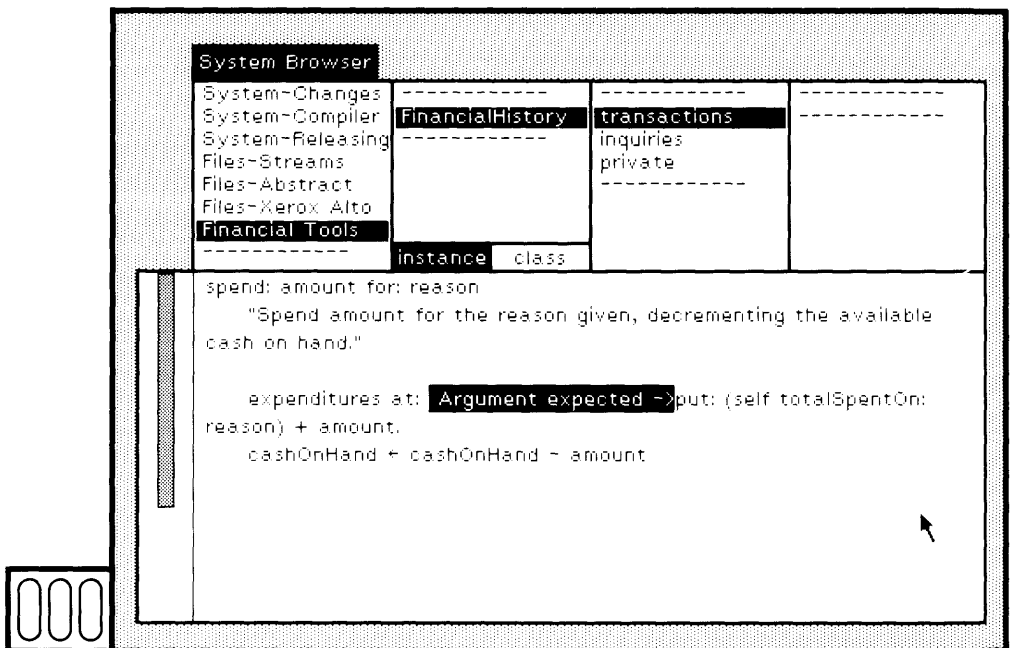 System Browser
System-Changes
System-Compiler
System-Releasing
Files-Streams
Files-Abstract
Files-Xerox Alto
Financial Tools
------------
------------
FinancialHistory
------------
instance class
------------
transactions
inquiries
private
------------
------------
------------
spend: amount for: reason
"Spend amount for the reason given, decrementing the available
cash on hand."
expenditures at: Argument expected ->put: (self totalSpentOn:
reason) + amount.
cashOnHand ← cashOnHand - amount